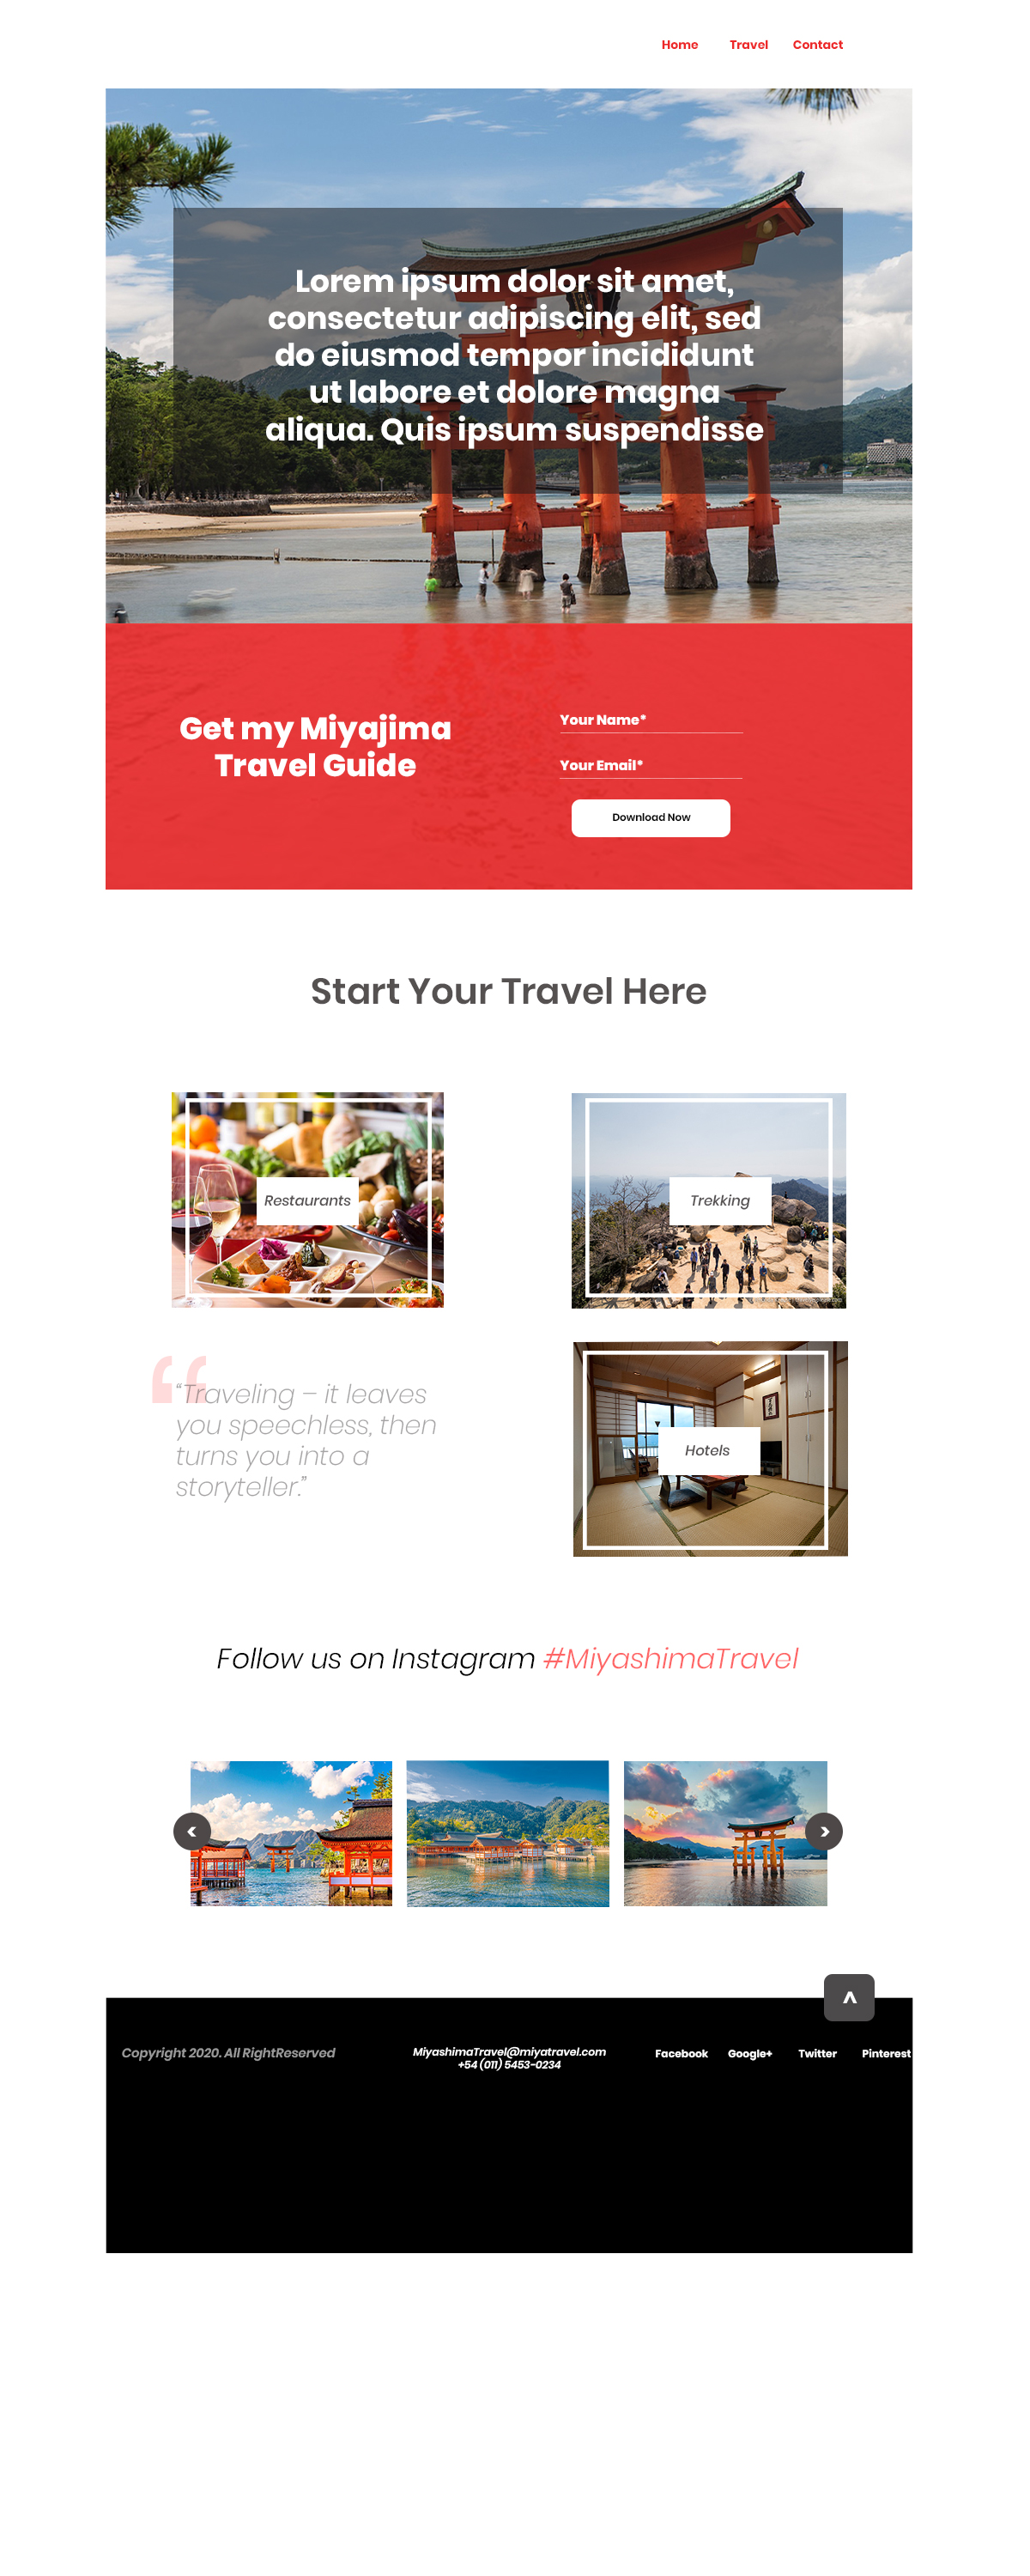 Home Travel Contact
Lorem ipsum dolor sit amet,
consectetur adipiscing elit, sed
do eiusmod tempor incididunt
ut labore et dolore magna
aliqua. Quis ipsum suspendisse
Get my Miyajima
Travel Guide
Your Name*
Your Email*
Download Now
Start Your Travel Here
Restaurants
Trekking
“Traveling – it leaves
you speechless, then
turns you into a
storyteller.”
Hotels
Follow us on Instagram #MiyashimaTravel
<
>
^
Copyright 2020. All RightReserved
MiyashimaTravel@miyatravel.com
+54 (011) 5453-0234
Facebook Google+ Twitter Pinterest